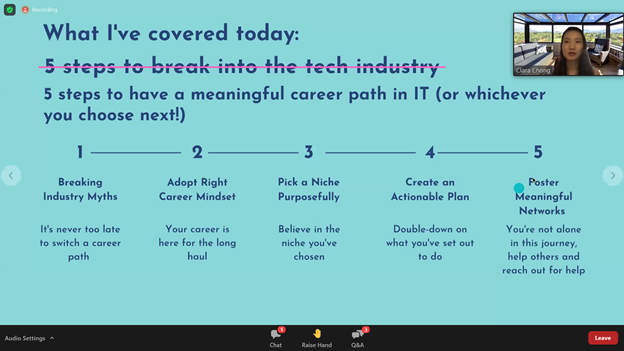 Recording
What I've covered today:
5 steps to break into the tech industry
5 steps to have a meaningful career path in IT (or whichever
you choose next!)
Clara Chong
1 2 3 4 5
Breaking
Industry Myths
It's never too late
to switch a career
path
Adopt Right
Career Mindset
Your career is
here for the long
haul
Pick a Niche
Purposefully
Believe in the
niche you've
chosen
Create an
Actionable Plan
Double-down on
what you've set out
to do
Foster
Meaningful
Networks
You're not alone
in this journey,
help others and
reach out for help
Audio Settings
Chat 1
Raise Hand
Q&A 3
Leave